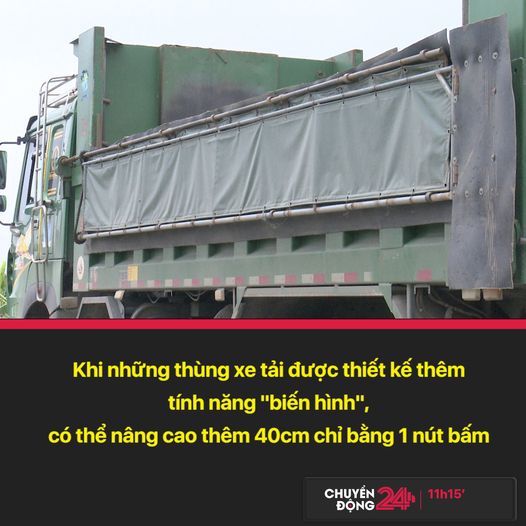 Khi những thùng xe tải được thiết kế thêm
tính năng "biến hình",
có thể nâng cao thêm 40cm chỉ bằng 1 nút bấm
CHUYỂN
ĐỘNG 24h 11h15’